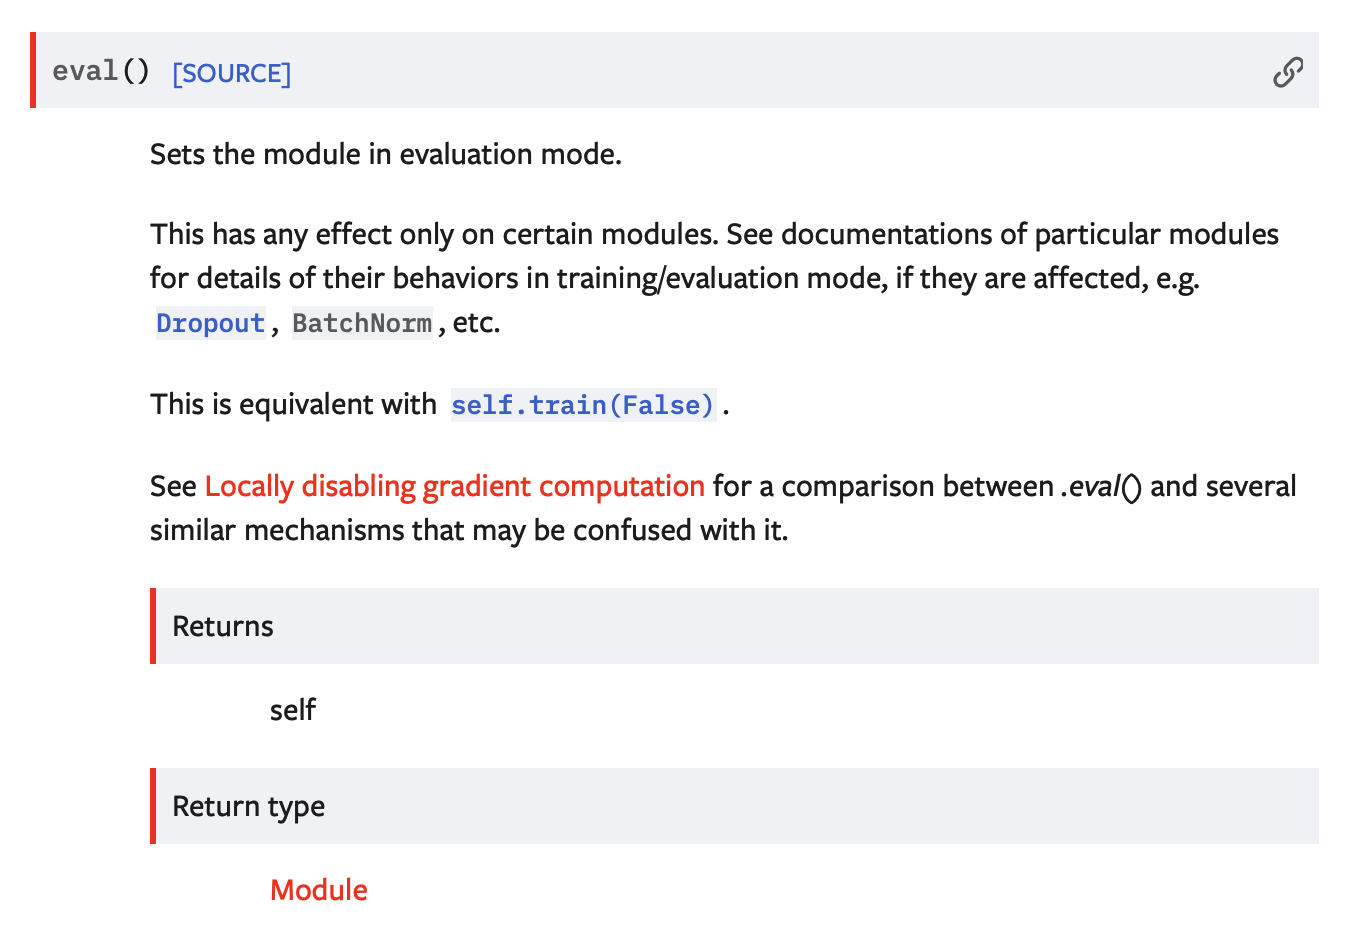 eval() [SOURCE]
Sets the module in evaluation mode.
This has any effect only on certain modules. See documentations of particular modules
for details of their behaviors in training/evaluation mode, if they are affected, e.g.
Dropout, BatchNorm, etc.
This is equivalent with self.train(False).
See Locally disabling gradient computation for a comparison between .eval() and several
similar mechanisms that may be confused with it.
Returns
self
Return type
Module